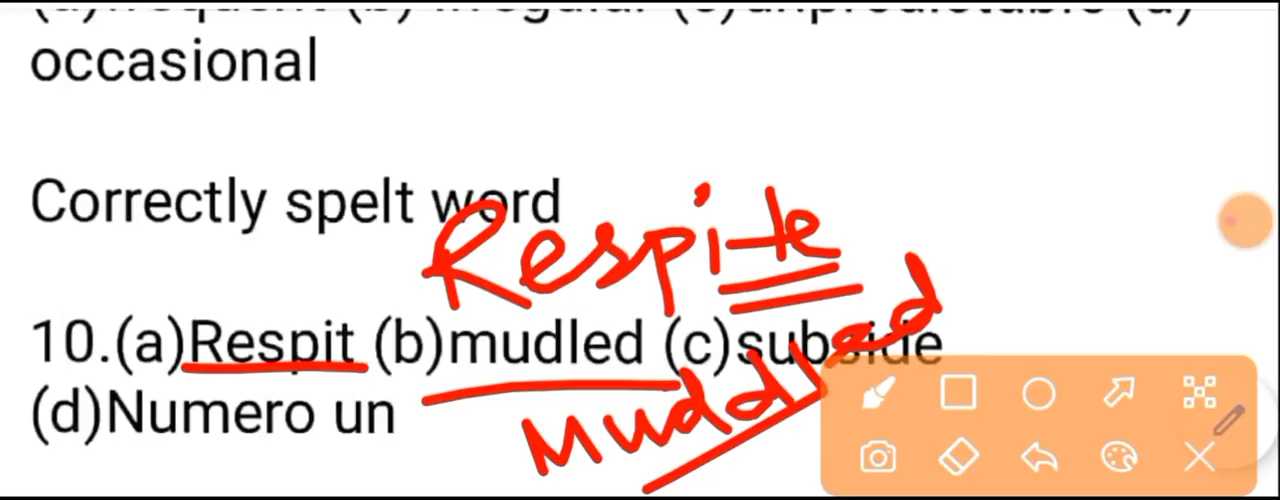 occasional
Correctly spelt word
Respite
10.(a)Respit (b)mudled (c)subside
(d)Numero un
Muddled